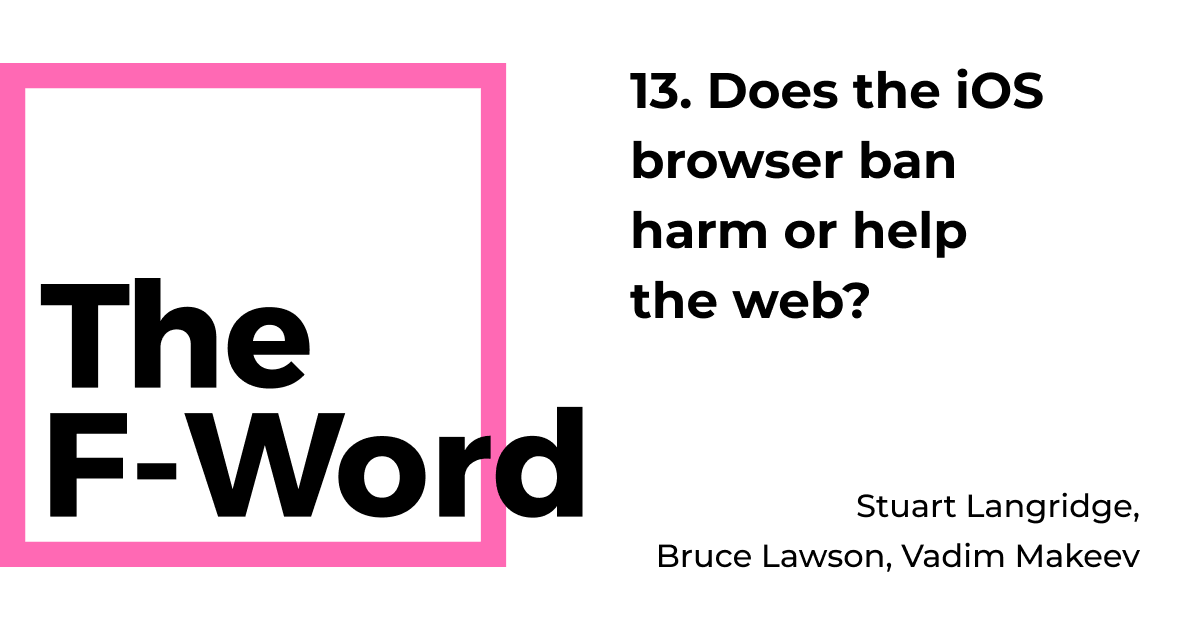 The
F-Word
13. Does the iOS
browser ban
harm or help
the web?
Stuart Langridge,
Bruce Lawson, Vadim Makeev